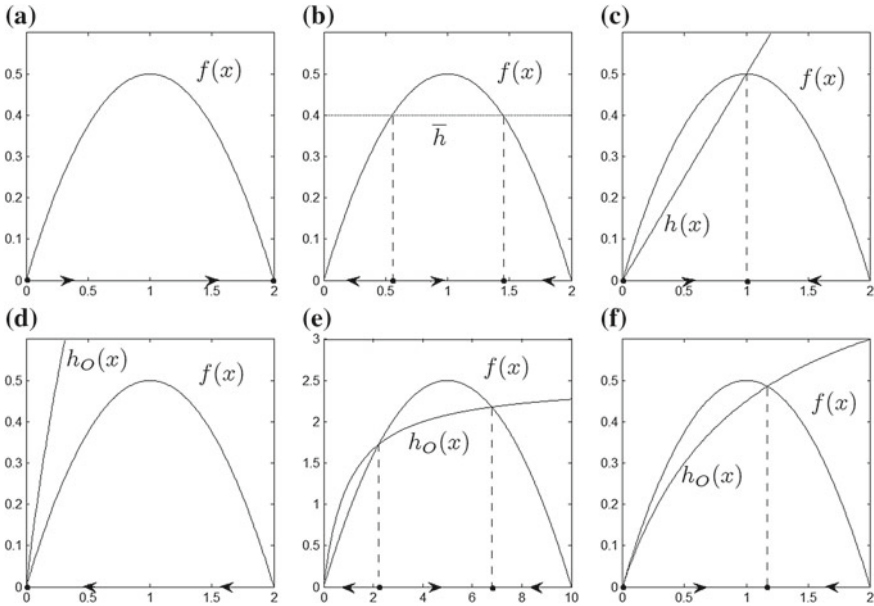 (a) (b) (c)
f(x) f(x) f(x)
0.5 0.5 0.5
0.4 0.4 0.4
h̅
0.3 0.3 0.3
0.2 0.2 0.2
h(x)
0.1 0.1 0.1
0 0 0
0 0.5 1 1.5 2 0 0.5 1 1.5 2 0 0.5 1 1.5 2
(d) (e) (f)
3
h_O(x) f(x) f(x)
0.5 2.5 0.5
f(x)
0.4 2 0.4
h_O(x)
0.3 1.5 0.3
h_O(x)
0.2 1 0.2
0.1 0.5 0.1
0 0 0
0 0.5 1 1.5 2 0 2 4 6 8 10 0 0.5 1 1.5 2